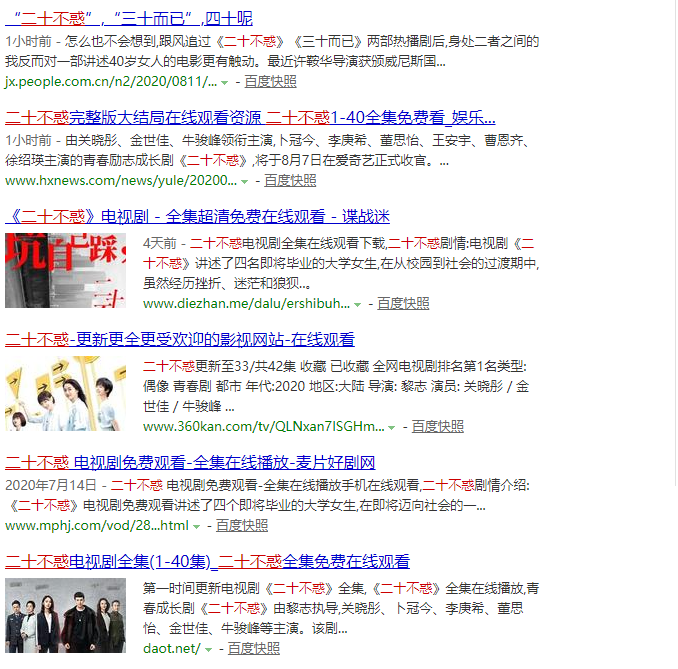 “二十不惑”,“三十而已”,四十呢
1小时前 - 怎么也不会想到,跟风追过《二十不惑》《三十而已》两部热播剧后,身处二者之间的
我反而对一部讲述40岁女人的电影更有触动。最近许鞍华导演获颁威尼斯国...
jx.people.com.cn/n2/2020/0811/... - 百度快照
二十不惑完整版大结局在线观看资源 二十不惑1-40全集免费看_娱乐...
1小时前 - 由关晓彤、金世佳、牛骏峰领衔主演,卜冠今、李庚希、董思怡、王安宇、曹恩齐、
徐绍瑛主演的青春励志成长剧《二十不惑》,将于8月7日在爱奇艺正式收官。...
www.hxnews.com/news/yule/20200... - 百度快照
《二十不惑》电视剧 - 全集超清免费在线观看 - 谍战迷
4天前 - 二十不惑电视剧全集在线观看下载,二十不惑剧情:电视剧《二
十不惑》讲述了四名即将毕业的大学女生,在从校园到社会的过渡期中,
虽然经历挫折、迷茫和狼狈..。
www.diezhan.me/dalu/ershibuh... - 百度快照
二十不惑-更新更全更受欢迎的影视网站-在线观看
二十不惑更新至33/共42集 收藏 已收藏 全网电视剧排名第1名类型:
偶像 青春剧 都市 年代:2020 地区:大陆 导演: 黎志 演员: 关晓彤 / 金
世佳 / 牛骏峰 ...
www.360kan.com/tv/QLNxan7lSGHm... - 百度快照
二十不惑 电视剧免费观看-全集在线播放-麦片好剧网
2020年7月14日 - 二十不惑 电视剧免费观看-全集在线播放手机在线观看,二十不惑剧情介绍:
《二十不惑》电视剧免费观看讲述了四个即将毕业的大学女生,在即将迈向社会的一...
www.mphj.com/vod/28...html - 百度快照
二十不惑电视剧全集(1-40集)_二十不惑全集免费在线观看
第一时间更新电视剧《二十不惑》全集,《二十不惑》全集在线播放,青
春成长剧《二十不惑》由黎志执导,关晓彤、卜冠今、李庚希、董思
怡、金世佳、牛骏峰等主演。该剧...
daot.net/ - 百度快照